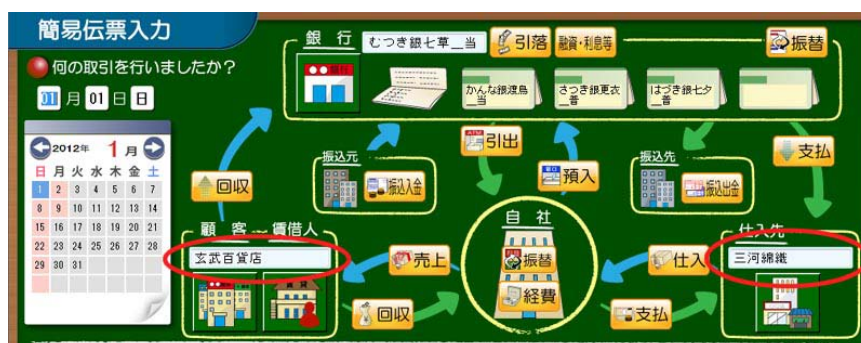 簡易伝票入力
何の取引を行いましたか？
01 月 01 日 日
2012年 1 月
日 月 火 水 木 金 土
1 2 3 4 5 6 7
8 9 10 11 12 13 14
15 16 17 18 19 20 21
22 23 24 25 26 27 28
29 30 31
銀 行
むつき銀七草__当
引落
融資・利息等
振替
かんな銀渡島
__当
さつき銀更衣
__普
はづき銀七夕
__普
引出
振込元
振込入金
預入
振込先
振込出金
支払
回収
顧 客
賃借人
玄武百貨店
売上
回収
自 社
振替
経費
仕入先
仕入
三河綿織
支払